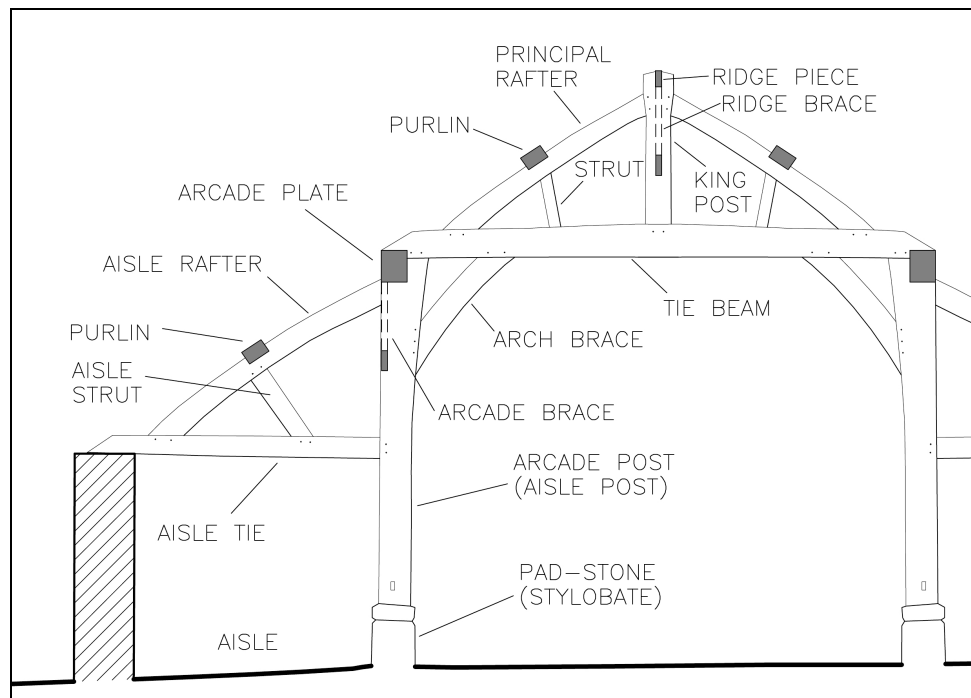 PRINCIPAL
RAFTER
RIDGE PIECE
RIDGE BRACE
PURLIN
STRUT
KING
POST
ARCADE PLATE
AISLE RAFTER
TIE BEAM
PURLIN
ARCH BRACE
AISLE
STRUT
ARCADE BRACE
ARCADE POST
(AISLE POST)
AISLE TIE
PAD-STONE
(STYLOBATE)
AISLE